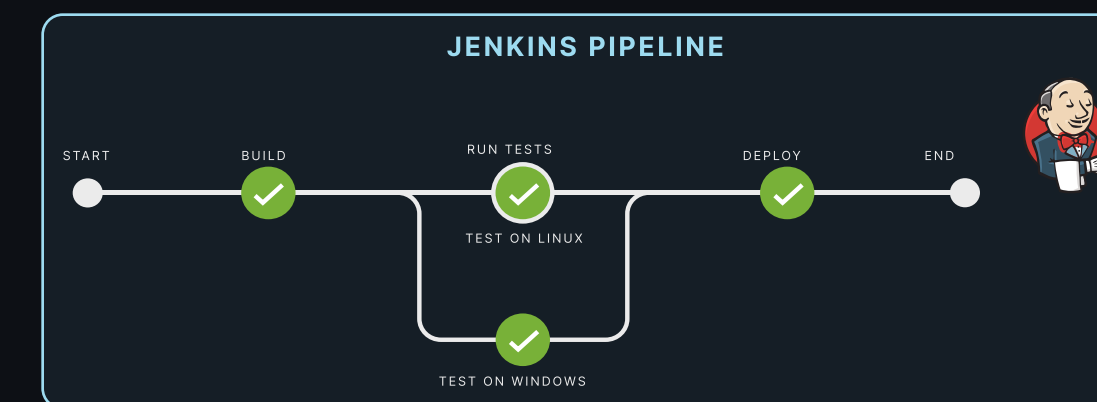 JENKINS PIPELINE
START
BUILD
RUN TESTS
DEPLOY
END
TEST ON LINUX
TEST ON WINDOWS